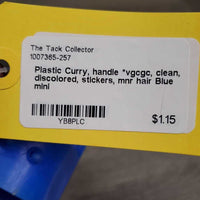 The Tack Collector
1007365-257
Plastic Curry, handle *vgcgc, clean,
discolored, stickers, mnr hair Blue
mini
YB8PLC
$1.15